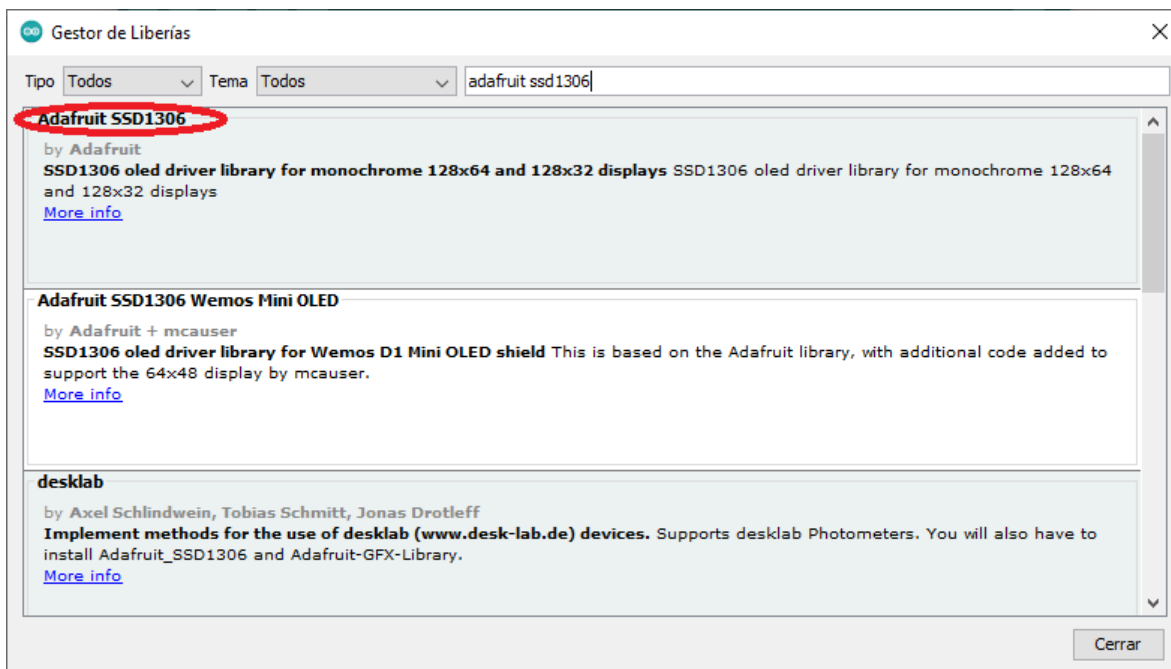 Gestor de Liberías
Tipo Todos Tema Todos adafruit ssd1306
Adafruit SSD1306
by Adafruit
SSD1306 oled driver library for monochrome 128x64 and 128x32 displays SSD1306 oled driver library for monochrome 128x64
and 128x32 displays
More info
Adafruit SSD1306 Wemos Mini OLED
by Adafruit + mcauser
SSD1306 oled driver library for Wemos D1 Mini OLED shield This is based on the Adafruit library, with additional code added to
support the 64x48 display by mcauser.
More info
desklab
by Axel Schlindwein, Tobias Schmitt, Jonas Drotleff
Implement methods for the use of desklab (www.desk-lab.de) devices. Supports desklab Photometers. You will also have to
install Adafruit_SSD1306 and Adafruit-GFX-Library.
More info
Cerrar